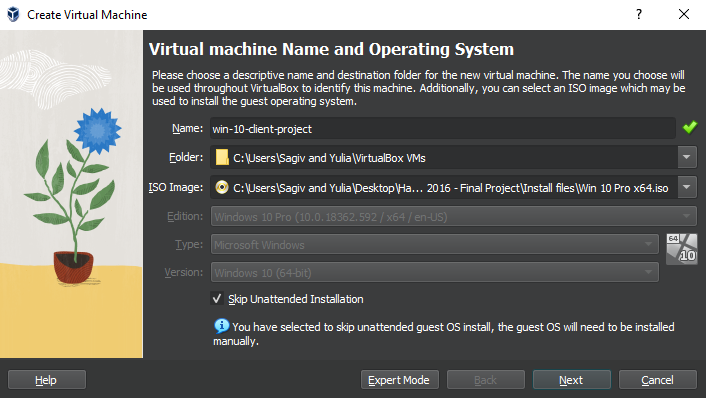 Create Virtual Machine
?
Virtual machine Name and Operating System
Please choose a descriptive name and destination folder for the new virtual machine. The name you choose will
be used throughout VirtualBox to identify this machine. Additionally, you can select an ISO image which may be
used to install the guest operating system.
Name: win-10-client-project
Folder: C:\Users\Sagiv and Yulia\VirtualBox VMs
ISO Image: C:\Users\Sagiv and Yulia\Desktop\Ha... 2016 - Final Project\Install files\Win 10 Pro x64.iso
Edition: Windows 10 Pro (10.0.18362.592 / x64 / en-US)
Type: Microsoft Windows
64
10
Version: Windows 10 (64-bit)
Skip Unattended Installation
You have selected to skip unattended guest OS install, the guest OS will need to be installed
manually.
Help Expert Mode Back Next Cancel